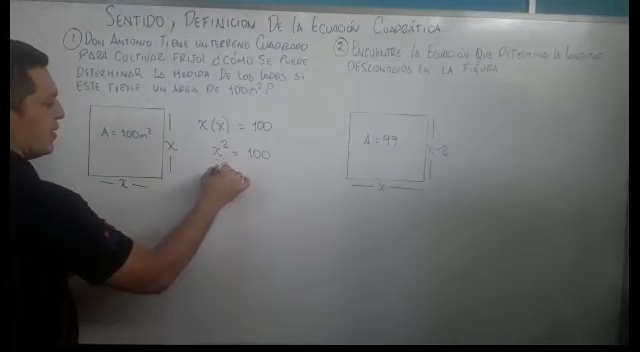 SENTIDO Y DEFINICIÓN DE LA ECUACIÓN CUADRÁTICA
① DON ANTONIO TIENE UN TERRENO CUADRADO
PARA CULTIVAR FRIJOL ¿CÓMO SE PUEDE
DETERMINAR LA MEDIDA DE LOS LADOS SI
ESTE TIENE UN ÁREA DE 100m²?
A = 100m²
x
x
x(x) = 100
x² = 100
② ENCUENTRE LA ECUACIÓN QUE DETERMINA LA LONGITUD
DESCONOCIDA EN LA FIGURA
A = 99
x-2
x